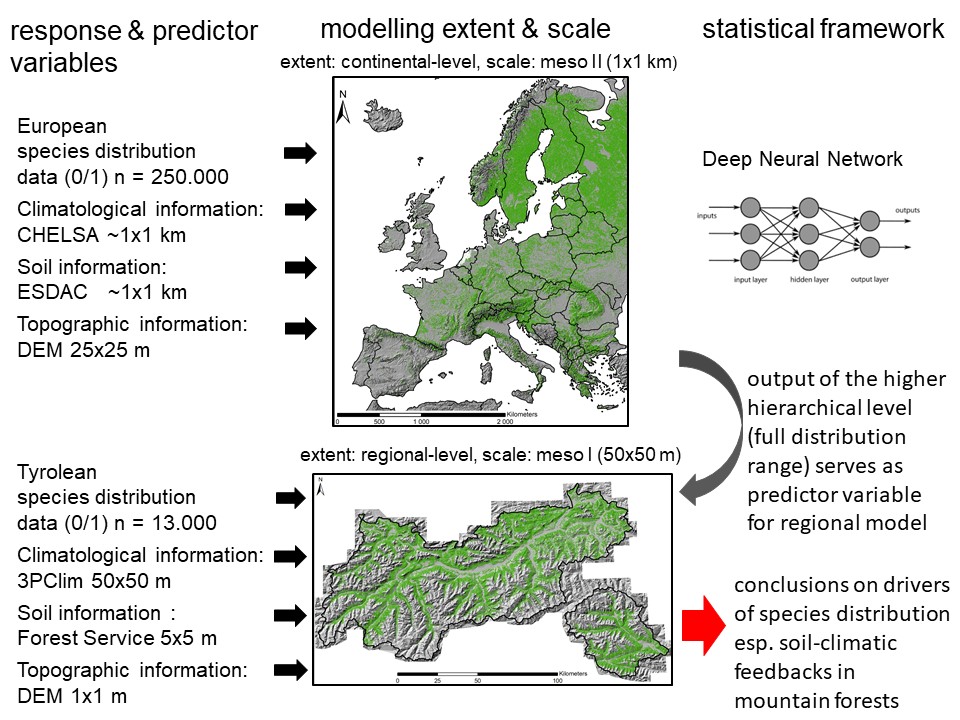 response & predictor
variables
modelling extent & scale
statistical framework
extent: continental-level, scale: meso II (1x1 km)
European
species distribution
data (0/1) n = 250.000
Climatological information:
CHELSA ~1x1 km
Soil information:
ESDAC ~1x1 km
Topographic information:
DEM 25x25 m
N
Kilometers
0 500 1 000 2 000
Deep Neural Network
inputs
outputs
input layer
hidden layer
output layer
output of the higher
hierarchical level
(full distribution
range) serves as
predictor variable
for regional model
extent: regional-level, scale: meso I (50x50 m)
Tyrolean
species distribution
data (0/1) n = 13.000
Climatological information:
3PClim 50x50 m
Soil information :
Forest Service 5x5 m
Topographic information:
DEM 1x1 m
N
Kilometers
0 25 50 100
conclusions on drivers
of species distribution
esp. soil-climatic
feedbacks in
mountain forests